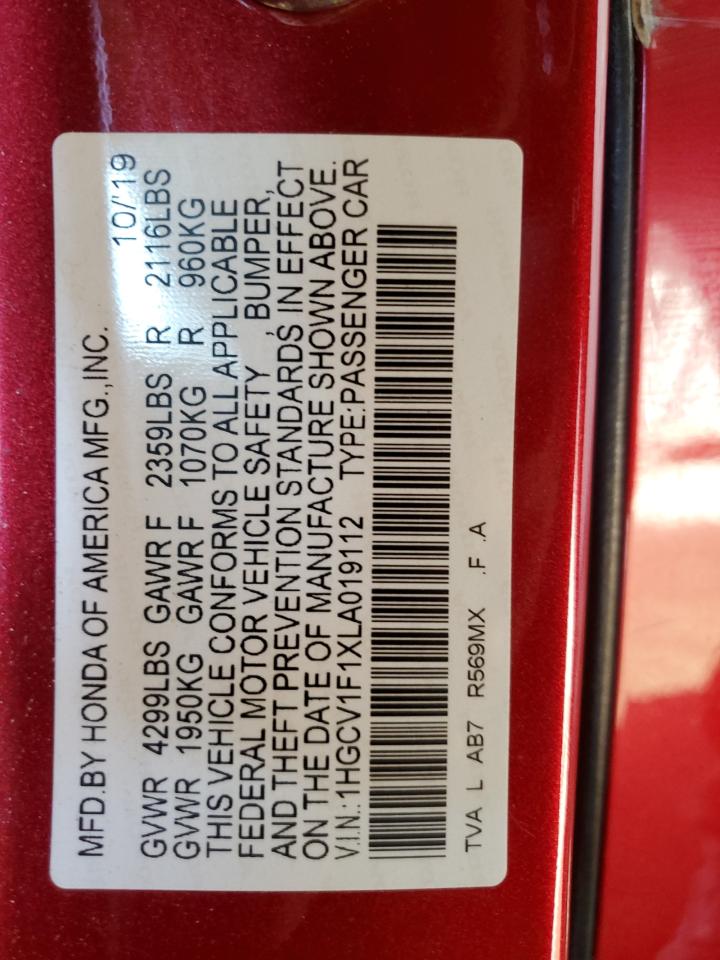 MFD.BY HONDA OF AMERICA MFG.,INC. 10/'19
GVWR 4299LBS GAWR F 2359LBS R 2116LBS
GVWR 1950KG GAWR F 1070KG R 960KG
THIS VEHICLE CONFORMS TO ALL APPLICABLE
FEDERAL MOTOR VEHICLE SAFETY , BUMPER,
AND THEFT PREVENTION STANDARDS IN EFFECT
ON THE DATE OF MANUFACTURE SHOWN ABOVE.
V.I.N.: 1HGCV1F1XLA019112 TYPE:PASSENGER CAR
TVA L AB7 R569MX .F .A